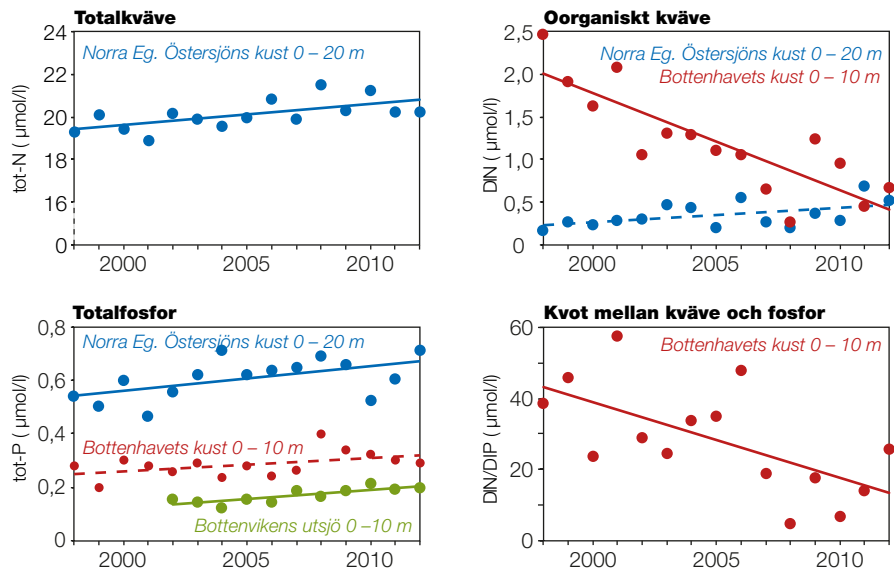 Totalkväve
tot-N ( µmol/l)
24
22
20
18
16
0
Norra Eg. Östersjöns kust 0 – 20 m
2000
2005
2010
Oorganiskt kväve
DIN ( µmol/l)
2,5
2,0
1,5
1,0
0,5
0
Norra Eg. Östersjöns kust 0 – 20 m
Bottenhavets kust 0 – 10 m
2000
2005
2010
Totalfosfor
tot-P ( µmol/l)
0,8
0,6
0,4
0,2
0
Norra Eg. Östersjöns kust 0 – 20 m
Bottenhavets kust 0 – 10 m
Bottenvikens utsjö 0 –10 m
2000
2005
2010
Kvot mellan kväve och fosfor
DIN/DIP ( µmol/l)
60
40
20
0
Bottenhavets kust 0 – 10 m
2000
2005
2010